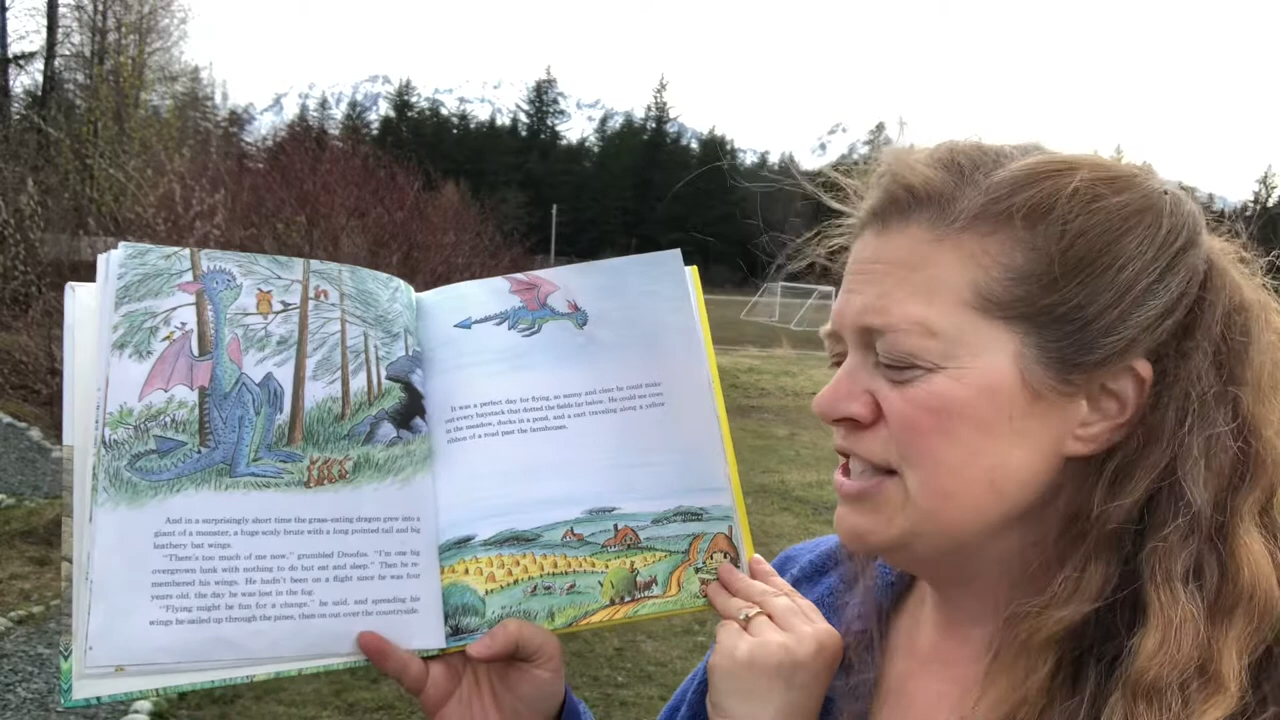 And in a surprisingly short time the grass-eating dragon grew into a
giant of a monster, a huge scaly brute with a long pointed tail and big
leathery bat wings.
"There's too much of me now," grumbled Droofus. "I'm one big
overgrown lunk with nothing to do but eat and sleep." Then he re-
membered his wings. He hadn't been on a flight since he was four
years old, the day he was lost in the fog.
"Flying might be fun for a change," he said, and spreading his
wings he sailed up through the pines, then on out over the countryside.
It was a perfect day for flying, so sunny and clear he could make
out every haystack that dotted the fields far below. He could see cows
in the meadow, ducks in a pond, and a cart traveling along a yellow
ribbon of a road past the farmhouses.